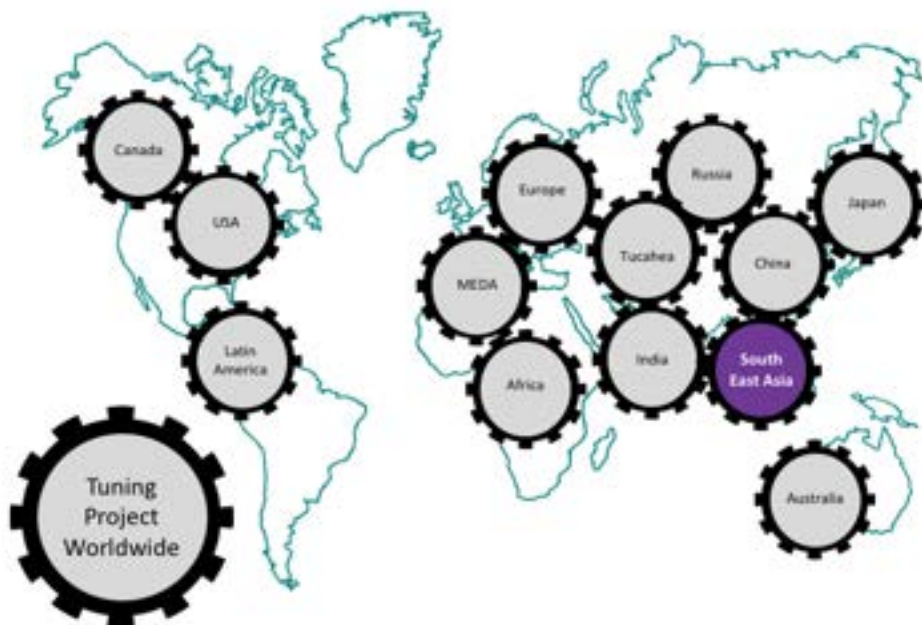 Canada
USA
Latin
America
Europe
MEDA
Africa
Russia
Tucahea
India
China
Japan
South
East Asia
Australia
Tuning
Project
Worldwide